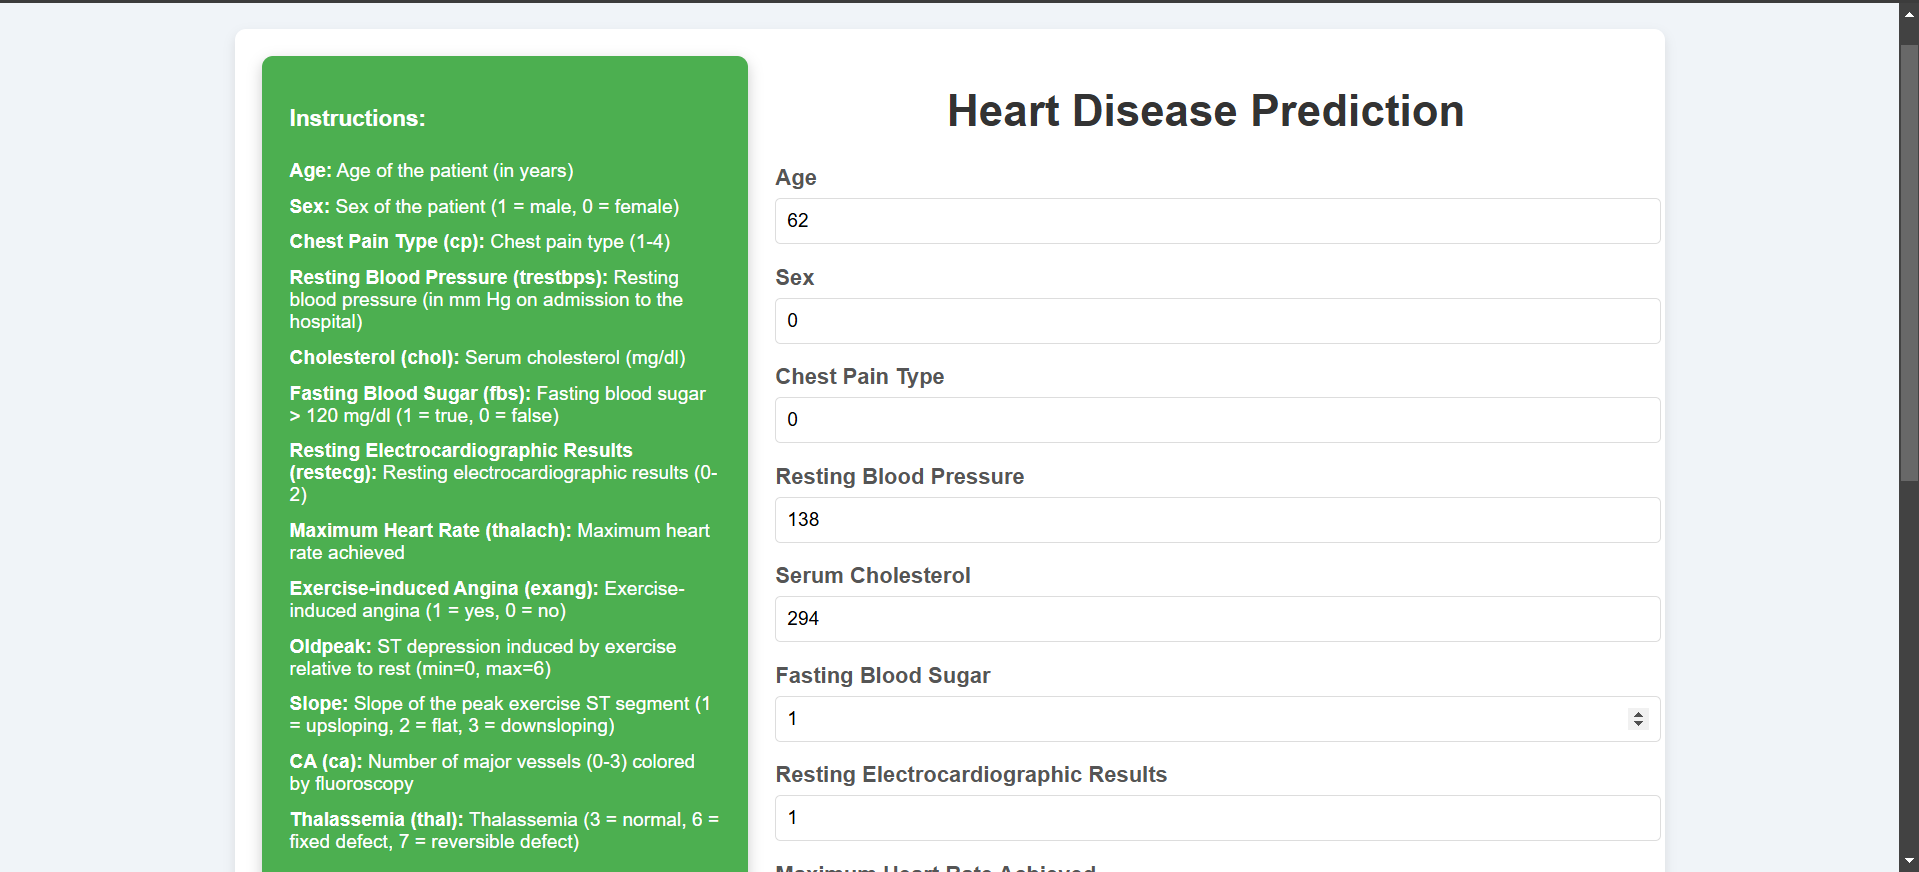 Instructions:
Age: Age of the patient (in years)
Sex: Sex of the patient (1 = male, 0 = female)
Chest Pain Type (cp): Chest pain type (1-4)
Resting Blood Pressure (trestbps): Resting
blood pressure (in mm Hg on admission to the
hospital)
Cholesterol (chol): Serum cholesterol (mg/dl)
Fasting Blood Sugar (fbs): Fasting blood sugar
> 120 mg/dl (1 = true, 0 = false)
Resting Electrocardiographic Results
(restecg): Resting electrocardiographic results (0-
2)
Maximum Heart Rate (thalach): Maximum heart
rate achieved
Exercise-induced Angina (exang): Exercise-
induced angina (1 = yes, 0 = no)
Oldpeak: ST depression induced by exercise
relative to rest (min=0, max=6)
Slope: Slope of the peak exercise ST segment (1
= upsloping, 2 = flat, 3 = downsloping)
CA (ca): Number of major vessels (0-3) colored
by fluoroscopy
Thalassemia (thal): Thalassemia (3 = normal, 6 =
fixed defect, 7 = reversible defect)
Heart Disease Prediction
Age
62
Sex
0
Chest Pain Type
0
Resting Blood Pressure
138
Serum Cholesterol
294
Fasting Blood Sugar
1
Resting Electrocardiographic Results
1
Maximum Heart Rate Achieved